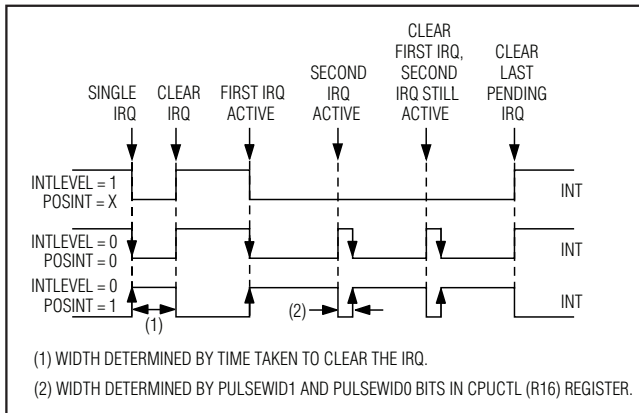 SINGLE
IRQ
CLEAR
IRQ
FIRST IRQ
ACTIVE
SECOND
IRQ
ACTIVE
CLEAR
FIRST IRQ,
SECOND
IRQ STILL
ACTIVE
CLEAR
LAST
PENDING
IRQ
INTLEVEL = 1
POSINT = X
INT
INTLEVEL = 0
POSINT = 0
INT
INTLEVEL = 0
POSINT = 1
(1)
(2)
INT
(1) WIDTH DETERMINED BY TIME TAKEN TO CLEAR THE IRQ.
(2) WIDTH DETERMINED BY PULSEWID1 AND PULSEWID0 BITS IN CPUCTL (R16) REGISTER.